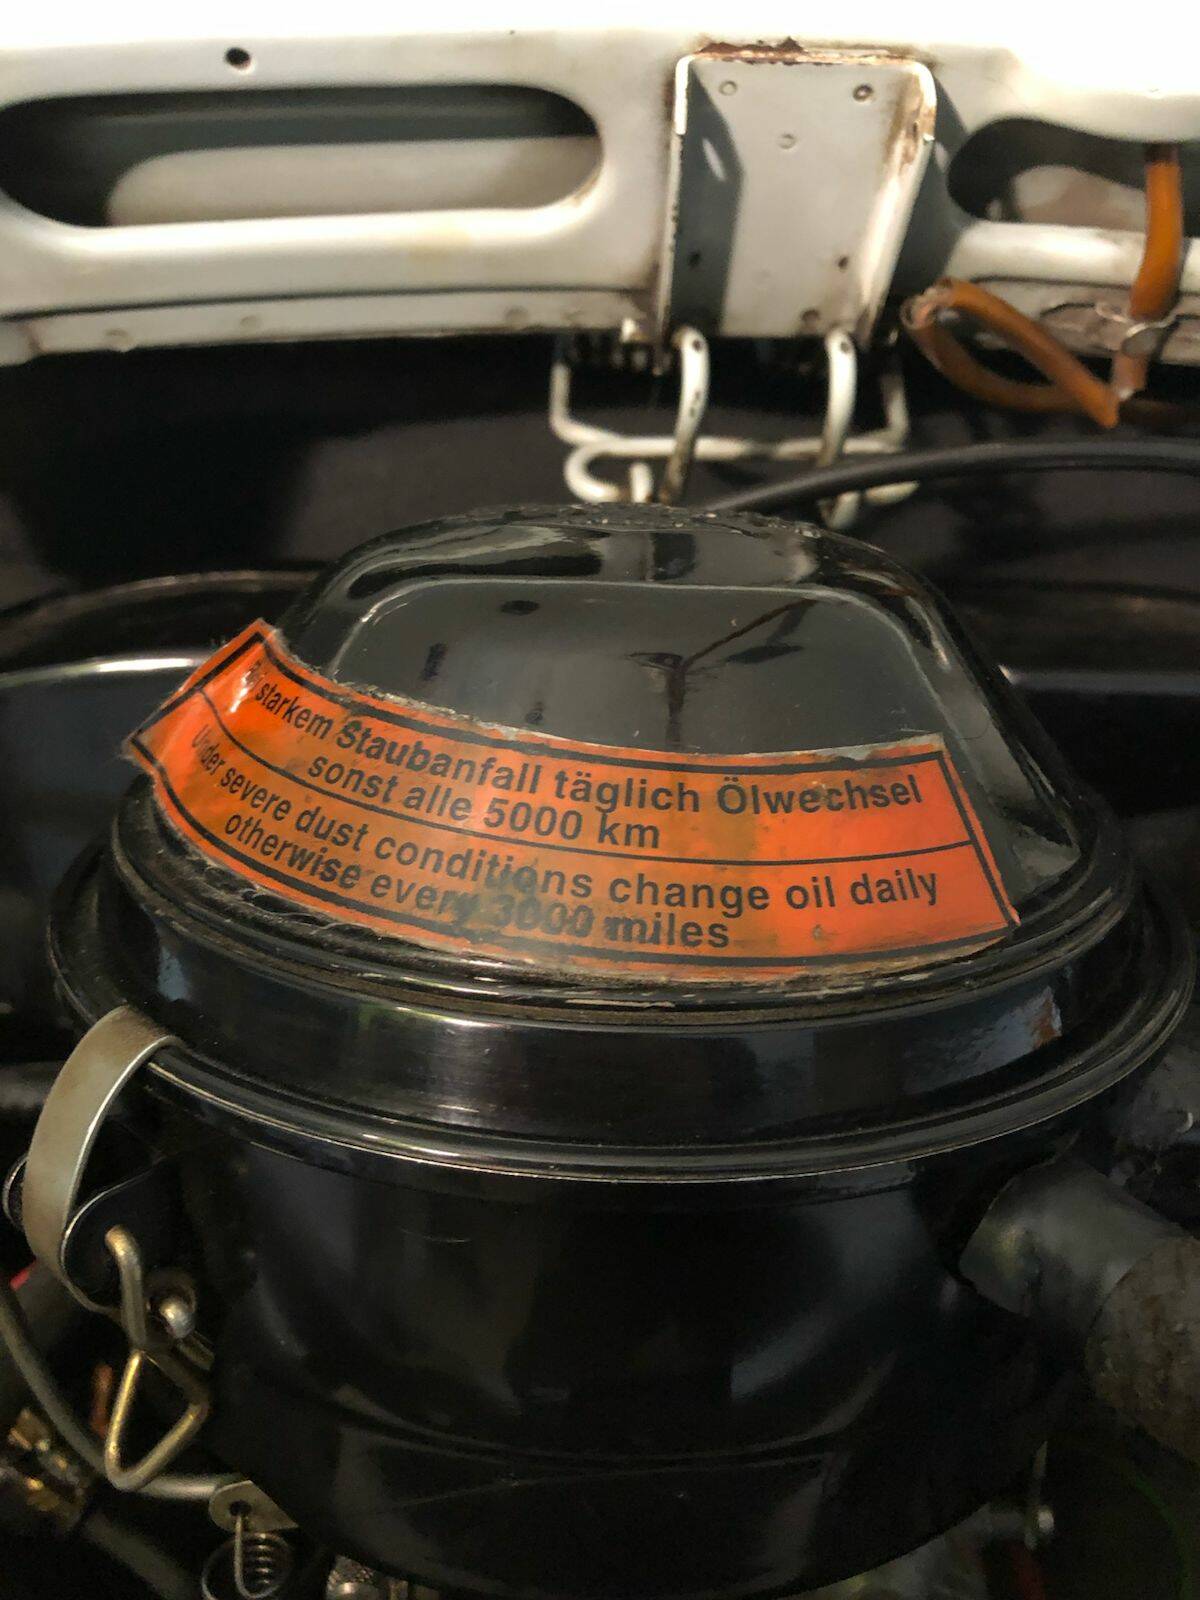 Bei starkem Staubanfall täglich Ölwechsel
sonst alle 5000 km
Under severe dust conditions change oil daily
otherwise every 3000 miles